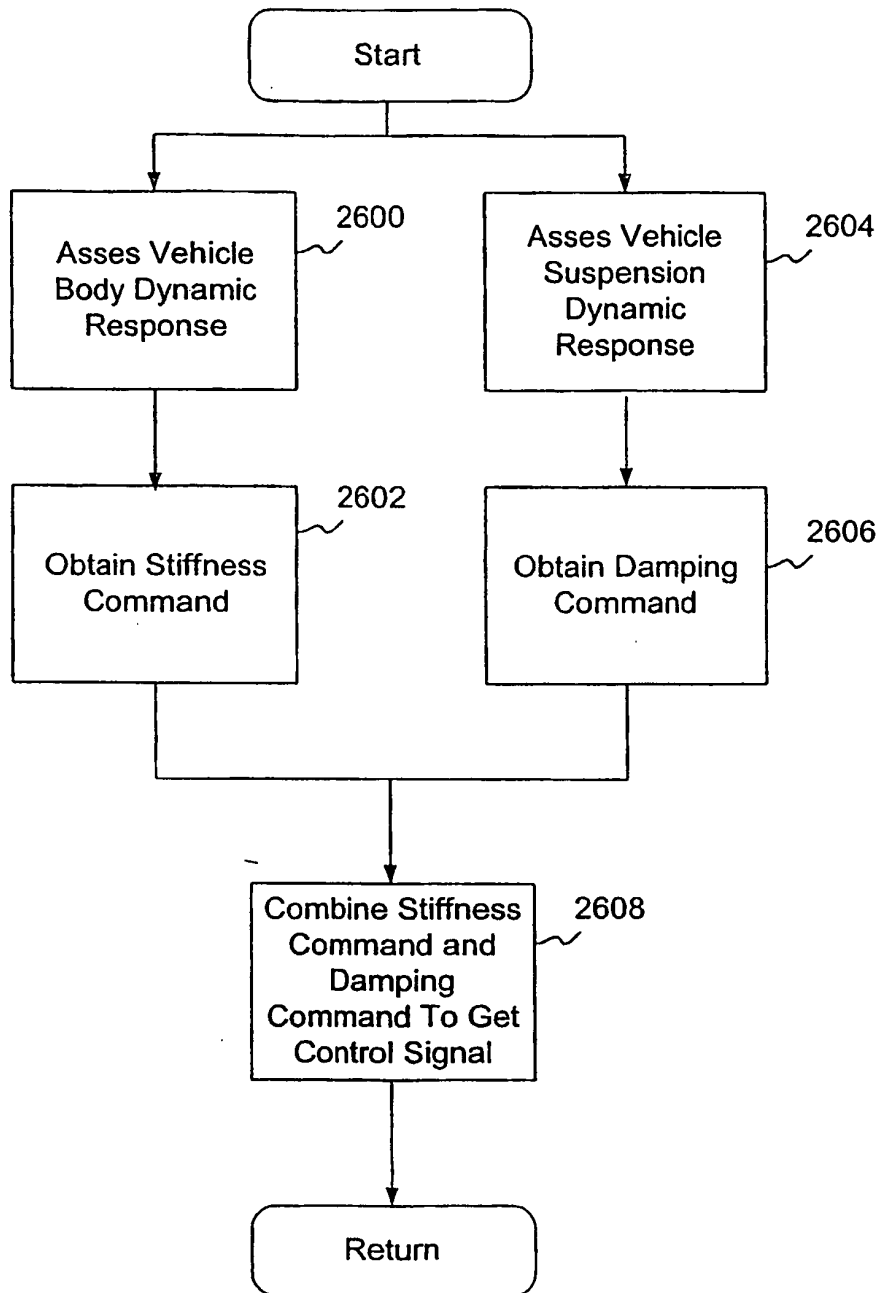 Start
2600
Asses Vehicle
Body Dynamic
Response
2604
Asses Vehicle
Suspension
Dynamic
Response
2602
Obtain Stiffness
Command
2606
Obtain Damping
Command
2608
Combine Stiffness
Command and
Damping
Command To Get
Control Signal
Return